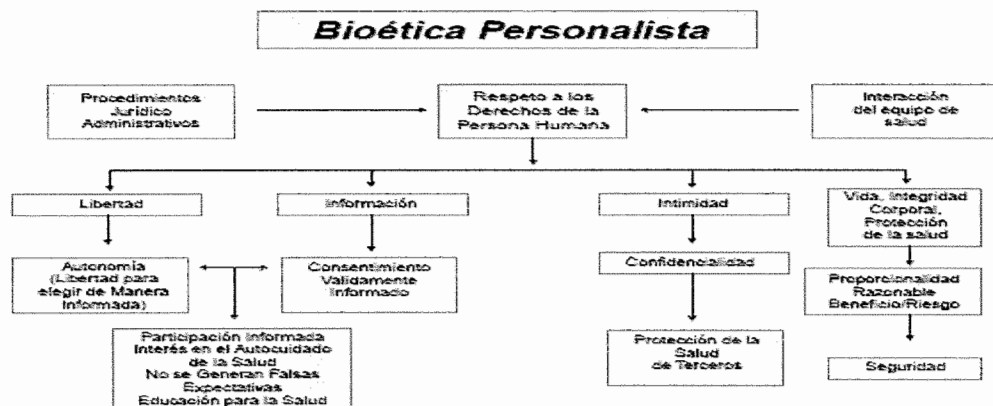 Bioética Personalista
Procedimientos
Jurídico
Administrativos
Respeto a los
Derechos de la
Persona Humana
Interacción
del equipo de
salud
Libertad
Información
Intimidad
Vida, Integridad
Corporal,
Protección
de la salud
Autonomía
(Libertad para
elegir de Manera
Informada)
Consentimiento
Validamente
Informado
Confidencialidad
Proporcionalidad
Razonable
Beneficio/Riesgo
Participación Informada
Interés en el Autocuidado
de la Salud
No se Generan Falsas
Expectativas
Educación para la Salud
Protección de la
Salud
de Terceros
Seguridad